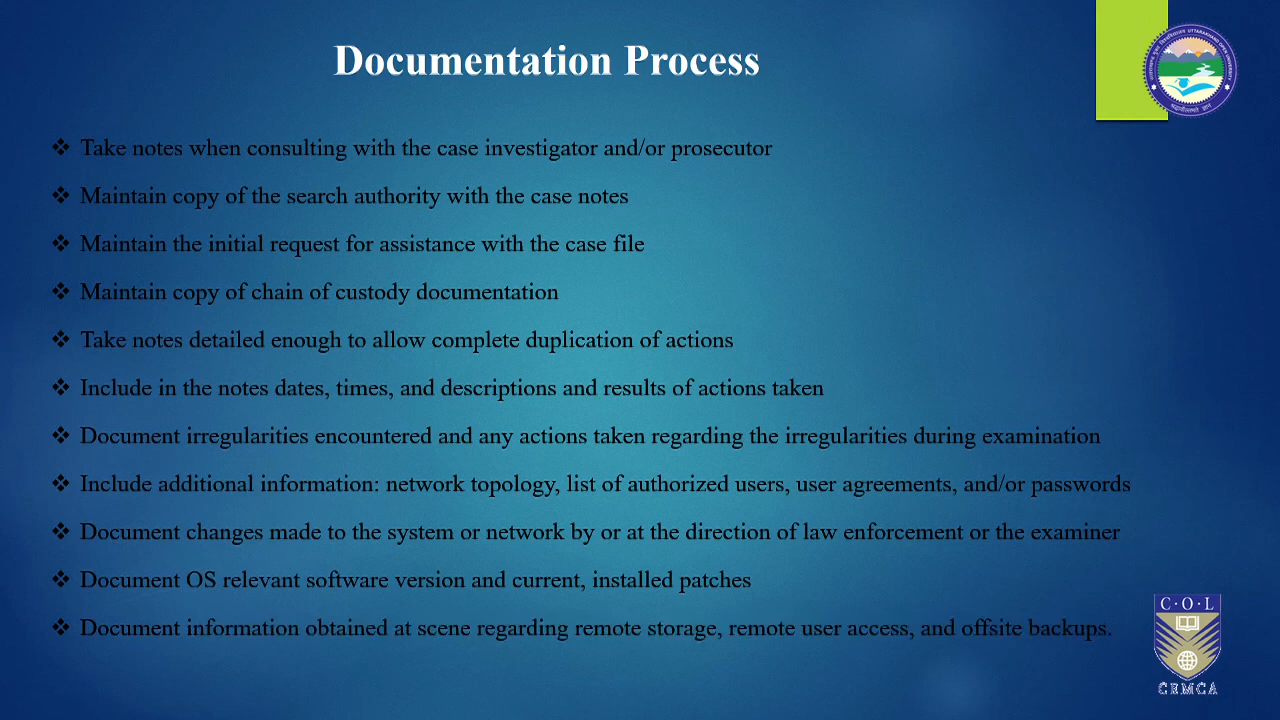 Documentation Process
❖ Take notes when consulting with the case investigator and/or prosecutor
❖ Maintain copy of the search authority with the case notes
❖ Maintain the initial request for assistance with the case file
❖ Maintain copy of chain of custody documentation
❖ Take notes detailed enough to allow complete duplication of actions
❖ Include in the notes dates, times, and descriptions and results of actions taken
❖ Document irregularities encountered and any actions taken regarding the irregularities during examination
❖ Include additional information: network topology, list of authorized users, user agreements, and/or passwords
❖ Document changes made to the system or network by or at the direction of law enforcement or the examiner
❖ Document OS relevant software version and current, installed patches
❖ Document information obtained at scene regarding remote storage, remote user access, and offsite backups.
C·O·L
CEMCA